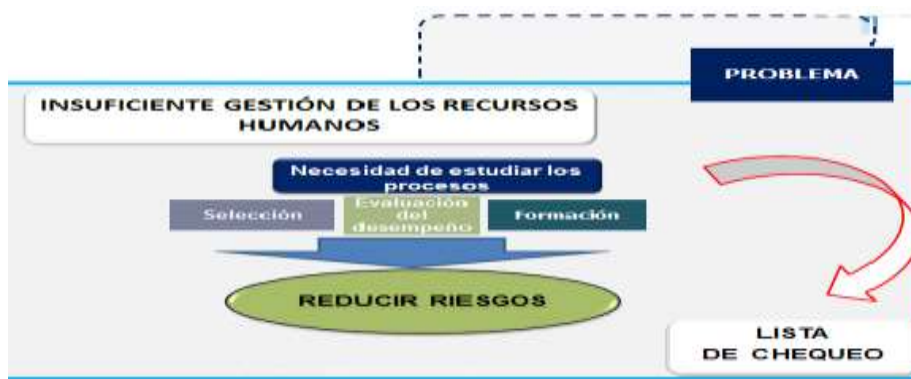 PROBLEMA
INSUFICIENTE GESTIÓN DE LOS RECURSOS
HUMANOS
Necesidad de estudiar los
procesos
Selección
Evaluación
del
desempeño
Formación
REDUCIR RIESGOS
LISTA
DE CHEQUEO